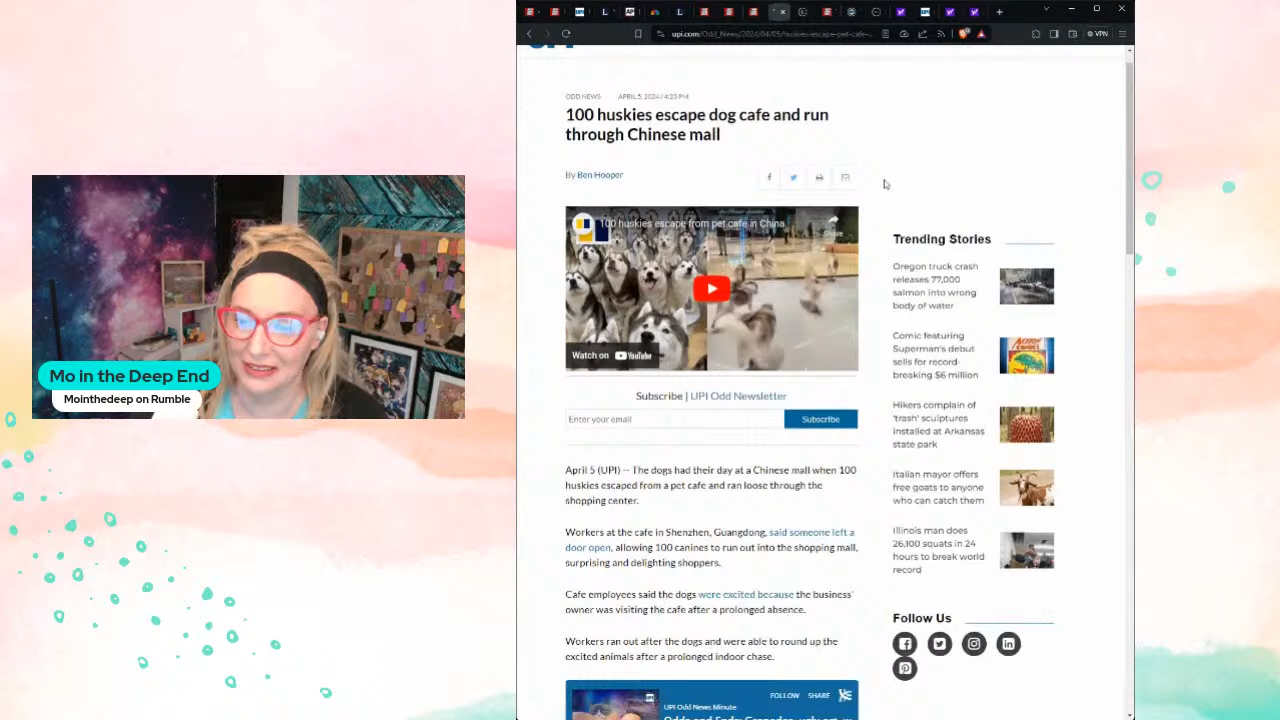 Mo in the Deep End
Mointhedeep on Rumble
VPN
ODD NEWS APRIL 5, 2024 / 4:23 PM
100 huskies escape dog cafe and run
through Chinese mall
By Ben Hooper
100 huskies escape from pet cafe in China
Share
Watch on YouTube
Subscribe | UPI Odd Newsletter
Enter your email
Subscribe
April 5 (UPI) -- The dogs had their day at a Chinese mall when 100
huskies escaped from a pet cafe and ran loose through the
shopping center.
Workers at the cafe in Shenzhen, Guangdong, said someone left a
door open, allowing 100 canines to run out into the shopping mall,
surprising and delighting shoppers.
Cafe employees said the dogs were excited because the business'
owner was visiting the cafe after a prolonged absence.
Workers ran out after the dogs and were able to round up the
excited animals after a prolonged indoor chase.
FOLLOW SHARE
UPI Odd News Minute
Trending Stories
Oregon truck crash
releases 77,000
salmon into wrong
body of water
Comic featuring
Superman's debut
sells for record-
breaking $6 million
Hikers complain of
'trash' sculptures
installed at Arkansas
state park
Italian mayor offers
free goats to anyone
who can catch them
Illinois man does
26,100 squats in 24
hours to break world
record
Follow Us